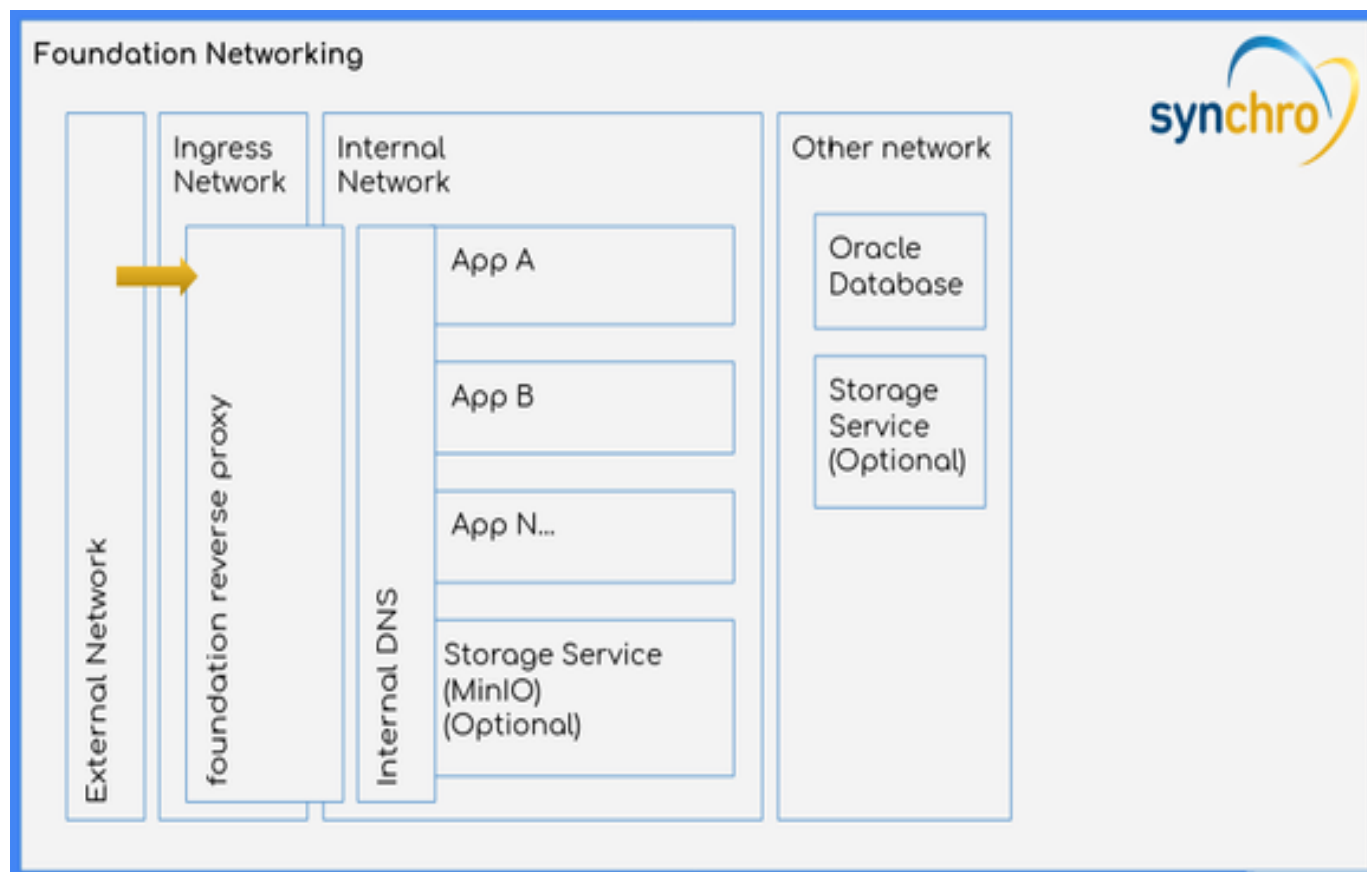 Foundation Networking
synchro
External Network
Ingress
Network
foundation reverse proxy
Internal
Network
Internal DNS
App A
App B
App N...
Storage Service
(MinIO)
(Optional)
Other network
Oracle
Database
Storage
Service
(Optional)